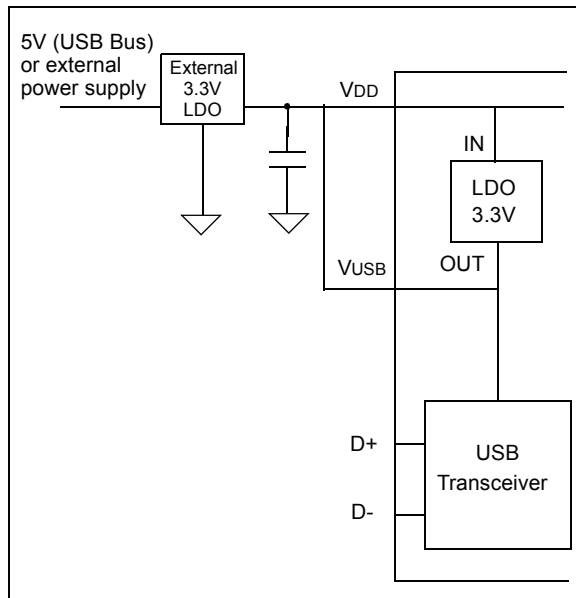 5V (USB Bus)
or external
power supply
External
3.3V
LDO
VDD
IN
LDO
3.3V
OUT
VUSB
D+
D-
USB
Transceiver